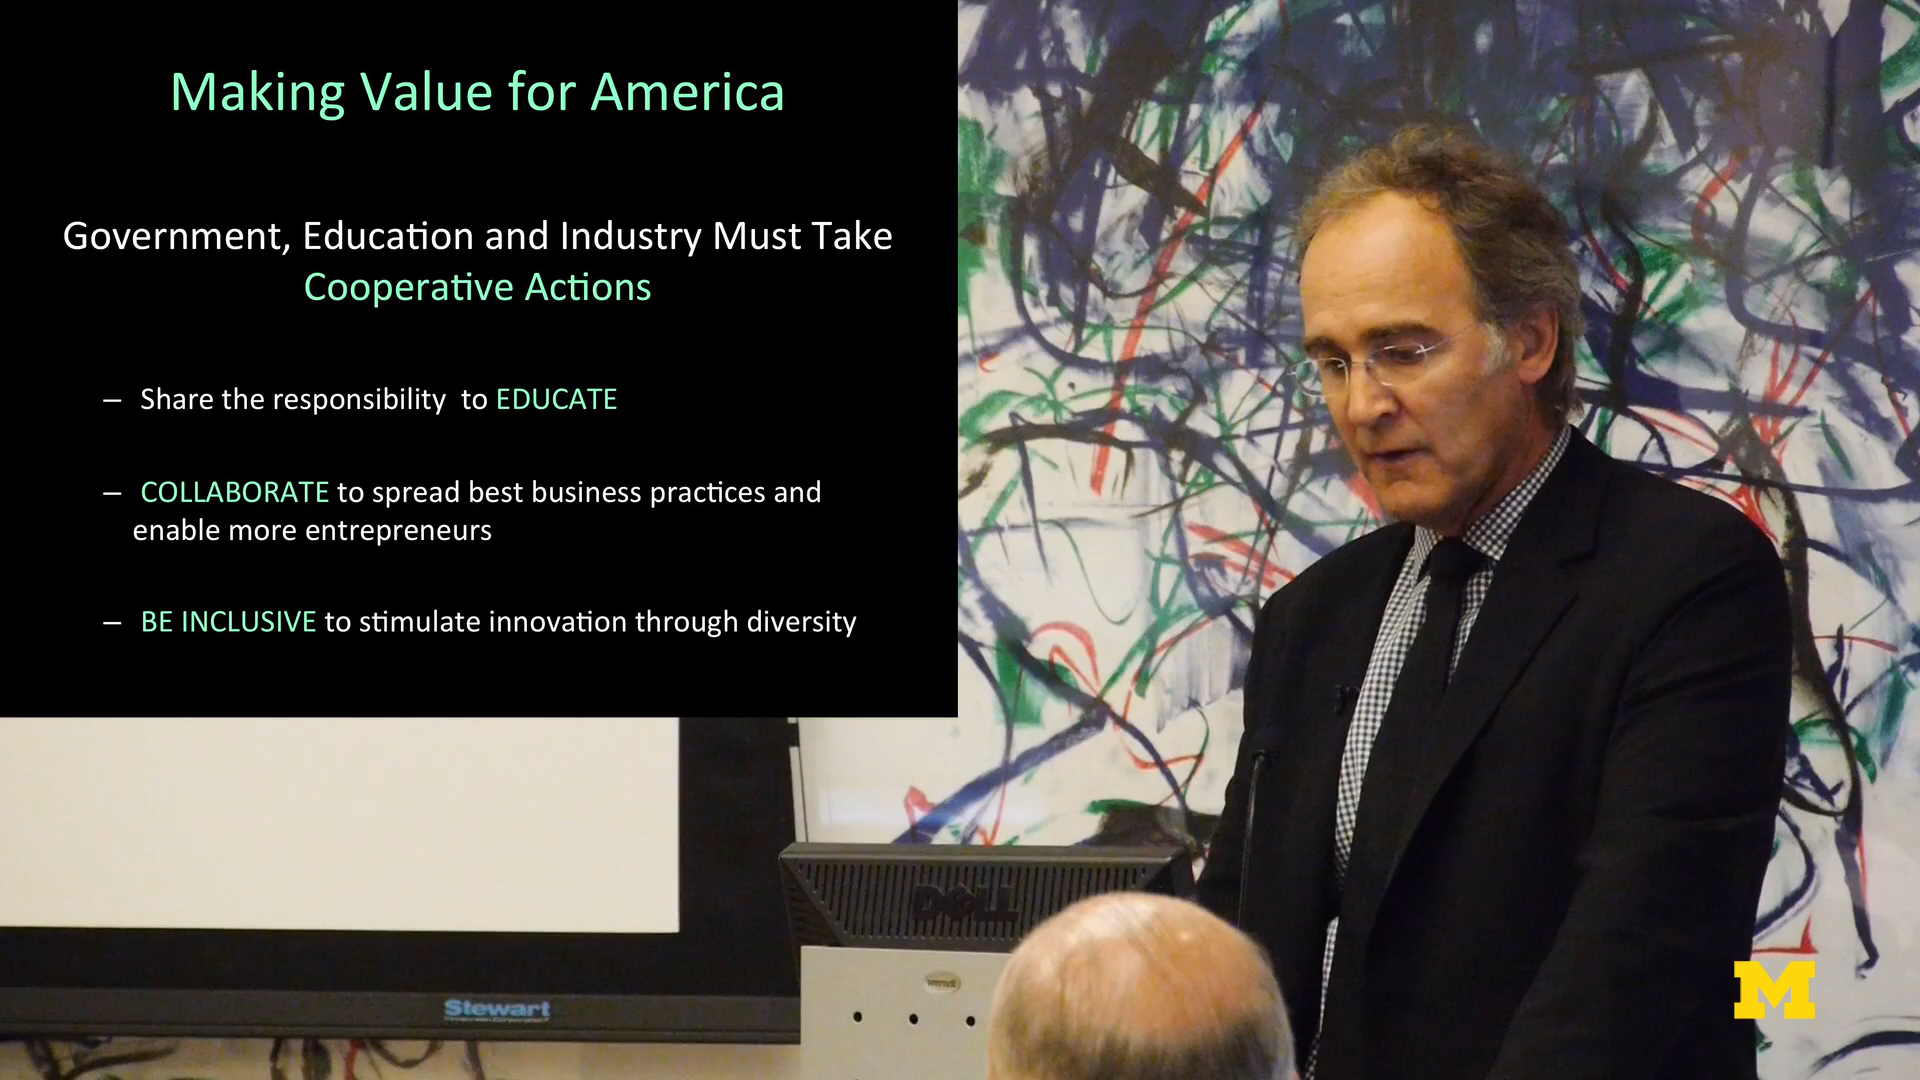 Making Value for America
Government, Education and Industry Must Take
Cooperative Actions
– Share the responsibility  to EDUCATE
– COLLABORATE to spread best business practices and
enable more entrepreneurs
– BE INCLUSIVE to stimulate innovation through diversity
DELL
Stewart
M